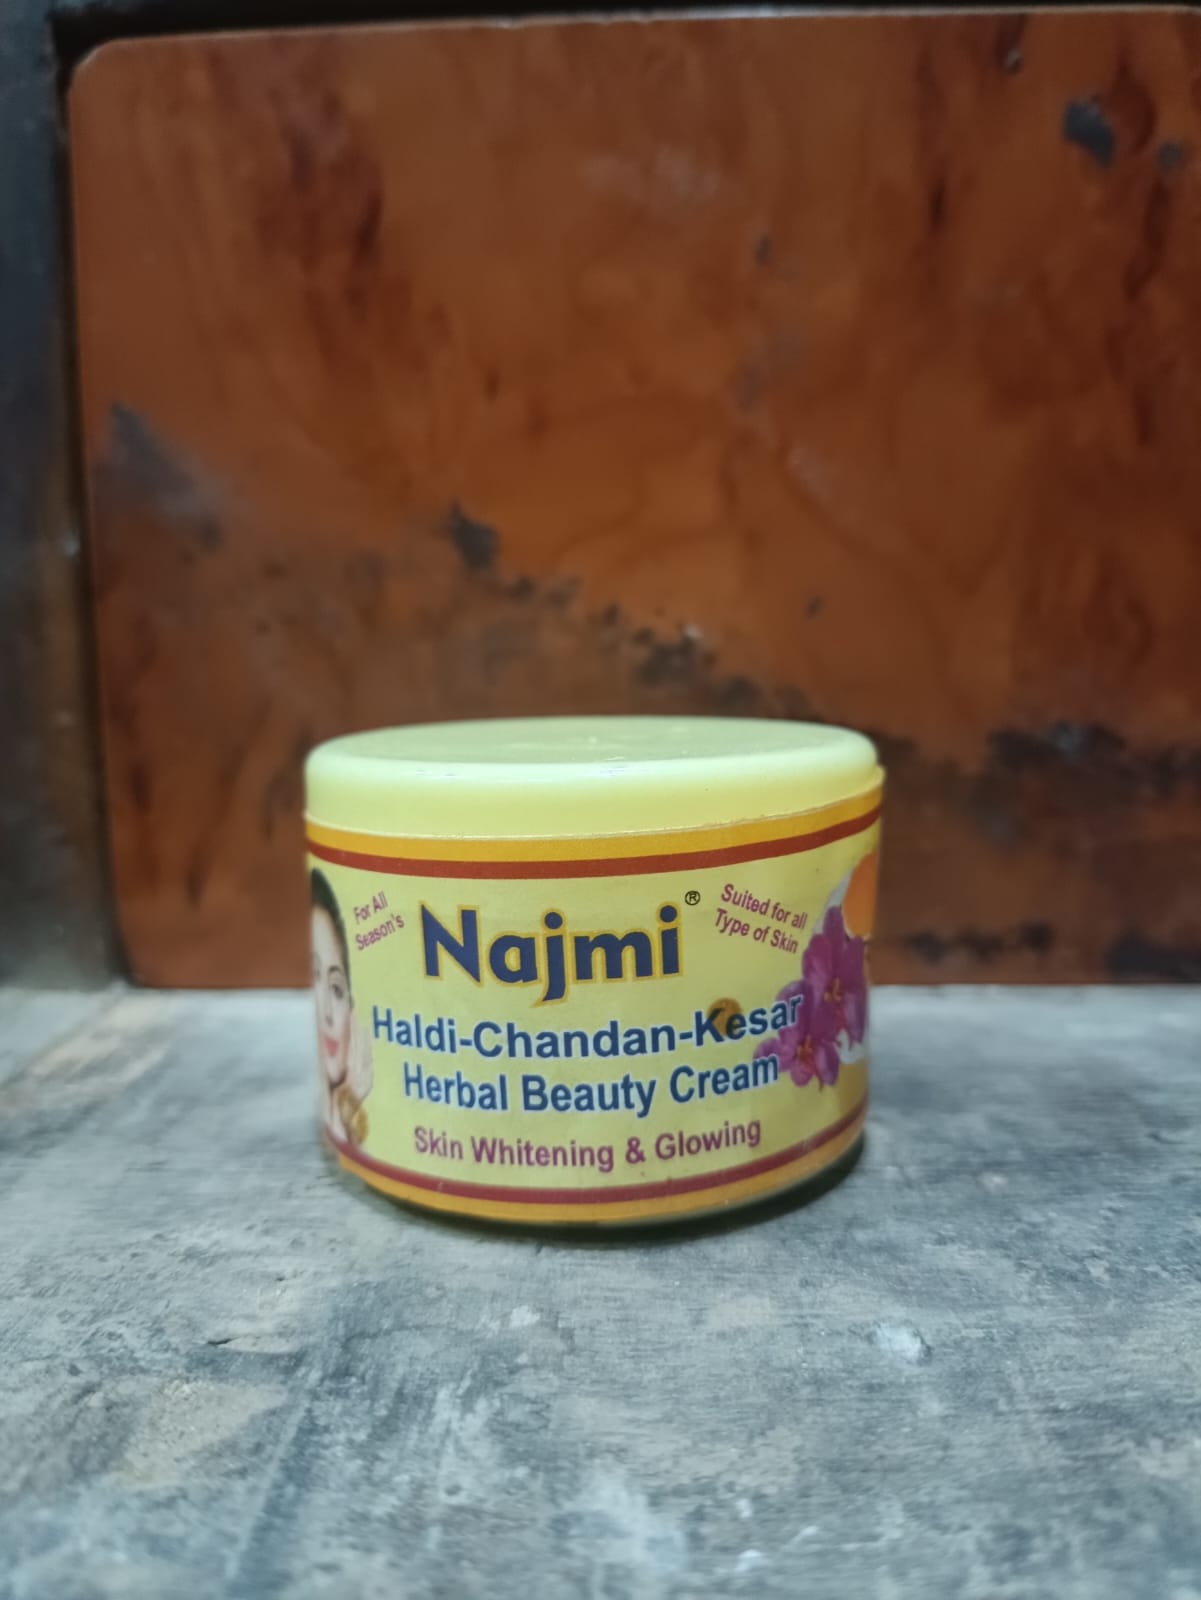 For All
Season's
Najmi®
Suited for all
Type of Skin
Haldi-Chandan-Kesar
Herbal Beauty Cream
Skin Whitening & Glowing